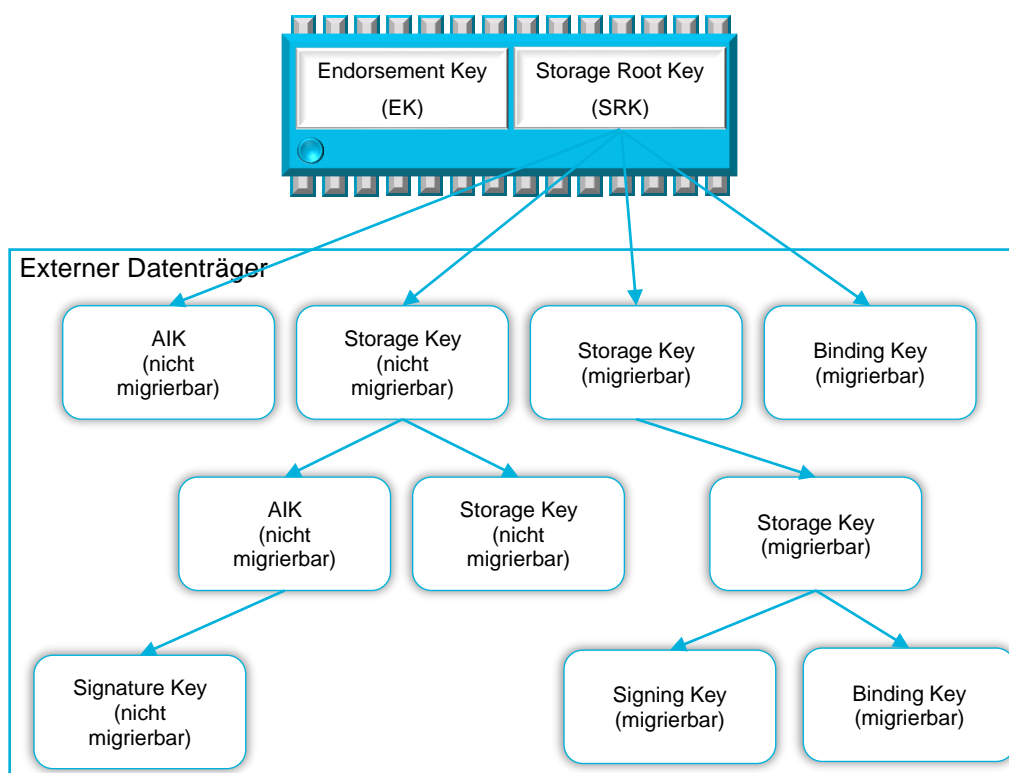 Endorsement Key
(EK)
Storage Root Key
(SRK)
Externer Datenträger
AIK
(nicht
migrierbar)
Storage Key
(nicht
migrierbar)
Storage Key
(migrierbar)
Binding Key
(migrierbar)
AIK
(nicht
migrierbar)
Storage Key
(nicht
migrierbar)
Storage Key
(migrierbar)
Signature Key
(nicht
migrierbar)
Signing Key
(migrierbar)
Binding Key
(migrierbar)